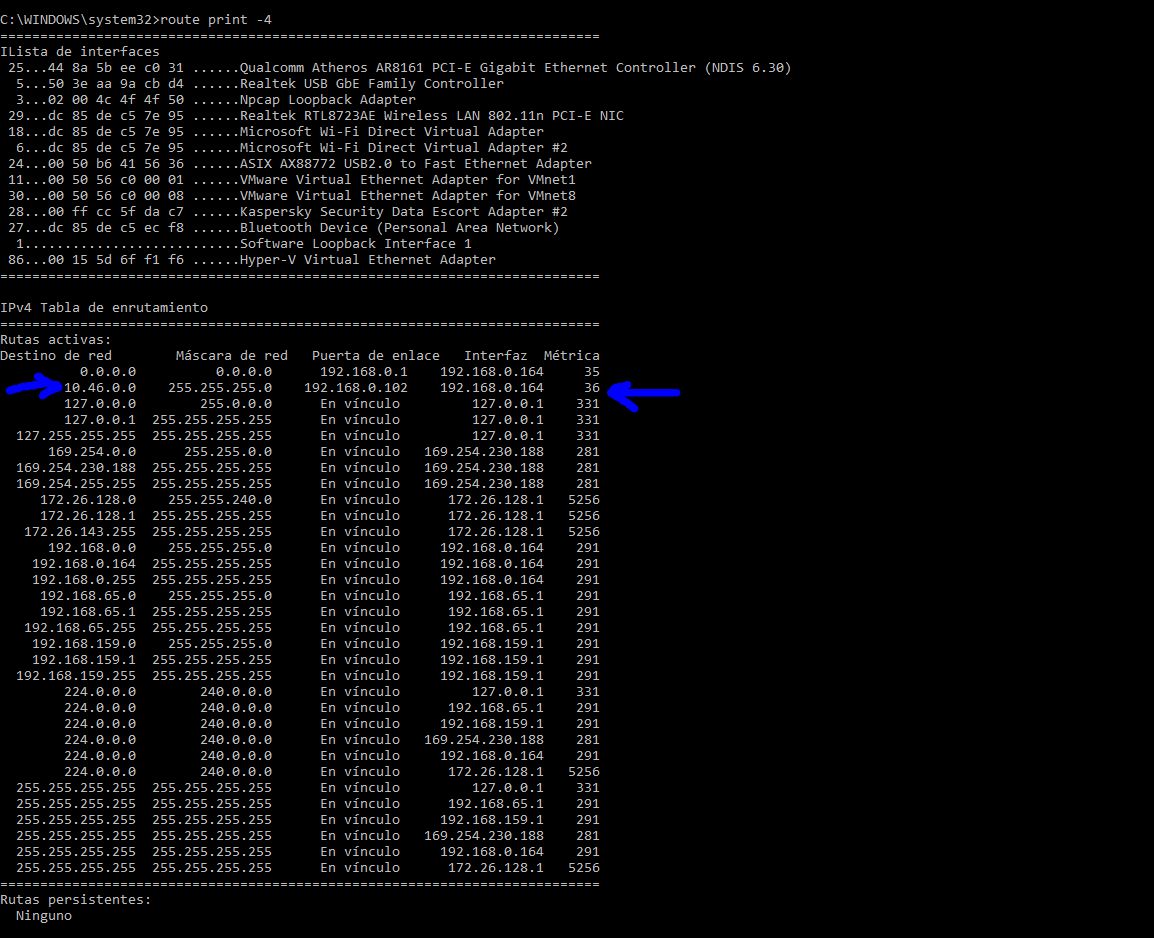 C:\WINDOWS\system32>route print -4
===========================================================================
ILista de interfaces
 25...44 8a 5b ee c0 31 ......Qualcomm Atheros AR8161 PCI-E Gigabit Ethernet Controller (NDIS 6.30)
  5...50 3e aa 9a cb d4 ......Realtek USB GbE Family Controller
  3...02 00 4c 4f 4f 50 ......Npcap Loopback Adapter
 29...dc 85 de c5 7e 95 ......Realtek RTL8723AE Wireless LAN 802.11n PCI-E NIC
 18...dc 85 de c5 7e 95 ......Microsoft Wi-Fi Direct Virtual Adapter
  6...dc 85 de c5 7e 95 ......Microsoft Wi-Fi Direct Virtual Adapter #2
 24...00 50 b6 41 56 36 ......ASIX AX88772 USB2.0 to Fast Ethernet Adapter
 11...00 50 56 c0 00 01 ......VMware Virtual Ethernet Adapter for VMnet1
 30...00 50 56 c0 00 08 ......VMware Virtual Ethernet Adapter for VMnet8
 28...00 ff cc 5f da c7 ......Kaspersky Security Data Escort Adapter #2
 27...dc 85 de c5 ec f8 ......Bluetooth Device (Personal Area Network)
  1...........................Software Loopback Interface 1
 86...00 15 5d 6f f1 f6 ......Hyper-V Virtual Ethernet Adapter
===========================================================================

IPv4 Tabla de enrutamiento
===========================================================================
Rutas activas:
Destino de red        Máscara de red   Puerta de enlace   Interfaz  Métrica
          0.0.0.0          0.0.0.0      192.168.0.1    192.168.0.164     35
        10.46.0.0    255.255.255.0    192.168.0.102    192.168.0.164     36
        127.0.0.0        255.0.0.0      En vínculo         127.0.0.1    331
        127.0.0.1  255.255.255.255      En vínculo         127.0.0.1    331
  127.255.255.255  255.255.255.255      En vínculo         127.0.0.1    331
      169.254.0.0      255.255.0.0      En vínculo   169.254.230.188    281
  169.254.230.188  255.255.255.255      En vínculo   169.254.230.188    281
  169.254.255.255  255.255.255.255      En vínculo   169.254.230.188    281
     172.26.128.0    255.255.240.0      En vínculo      172.26.128.1   5256
     172.26.128.1  255.255.255.255      En vínculo      172.26.128.1   5256
   172.26.143.255  255.255.255.255      En vínculo      172.26.128.1   5256
      192.168.0.0    255.255.255.0      En vínculo     192.168.0.164    291
    192.168.0.164  255.255.255.255      En vínculo     192.168.0.164    291
    192.168.0.255  255.255.255.255      En vínculo     192.168.0.164    291
     192.168.65.0    255.255.255.0      En vínculo      192.168.65.1    291
     192.168.65.1  255.255.255.255      En vínculo      192.168.65.1    291
   192.168.65.255  255.255.255.255      En vínculo      192.168.65.1    291
    192.168.159.0    255.255.255.0      En vínculo     192.168.159.1    291
    192.168.159.1  255.255.255.255      En vínculo     192.168.159.1    291
  192.168.159.255  255.255.255.255      En vínculo     192.168.159.1    291
        224.0.0.0        240.0.0.0      En vínculo         127.0.0.1    331
        224.0.0.0        240.0.0.0      En vínculo      192.168.65.1    291
        224.0.0.0        240.0.0.0      En vínculo     192.168.159.1    291
        224.0.0.0        240.0.0.0      En vínculo   169.254.230.188    281
        224.0.0.0        240.0.0.0      En vínculo     192.168.0.164    291
        224.0.0.0        240.0.0.0      En vínculo      172.26.128.1   5256
  255.255.255.255  255.255.255.255      En vínculo         127.0.0.1    331
  255.255.255.255  255.255.255.255      En vínculo      192.168.65.1    291
  255.255.255.255  255.255.255.255      En vínculo     192.168.159.1    291
  255.255.255.255  255.255.255.255      En vínculo   169.254.230.188    281
  255.255.255.255  255.255.255.255      En vínculo     192.168.0.164    291
  255.255.255.255  255.255.255.255      En vínculo      172.26.128.1   5256
===========================================================================
Rutas persistentes:
  Ninguno